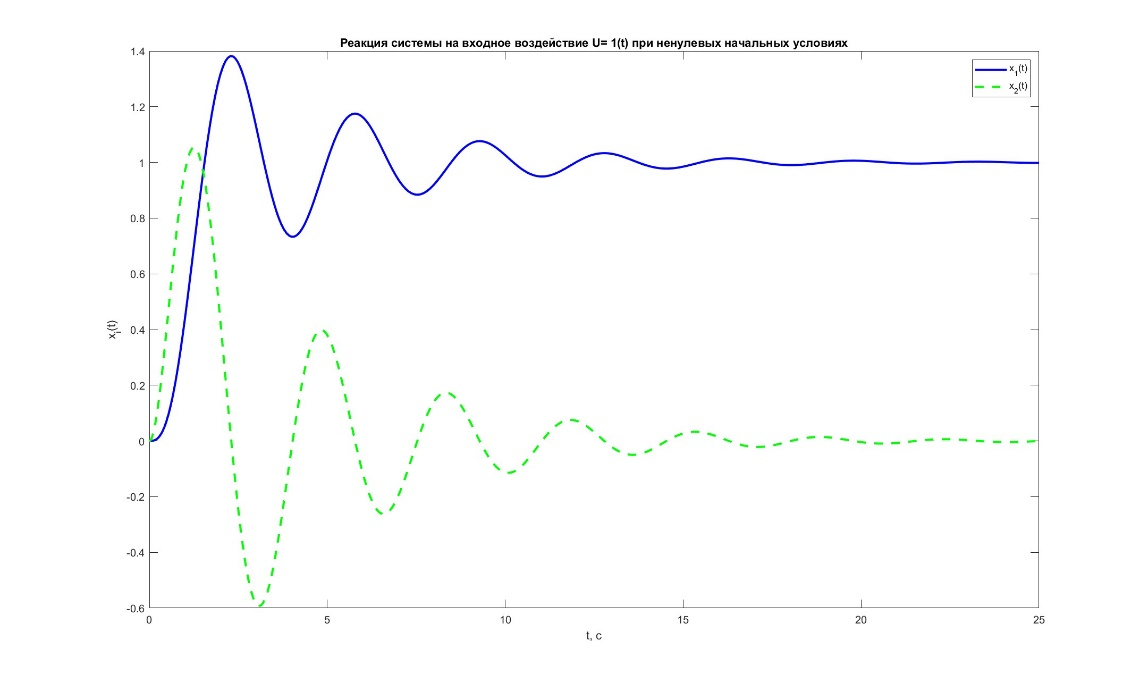 Реакция системы на входное воздействие U= 1(t) при ненулевых начальных условиях
x1(t)
x2(t)
1.4
1.2
1
0.8
0.6
0.4
0.2
0
-0.2
-0.4
-0.6
xi(t)
0 5 10 15 20 25
t, c